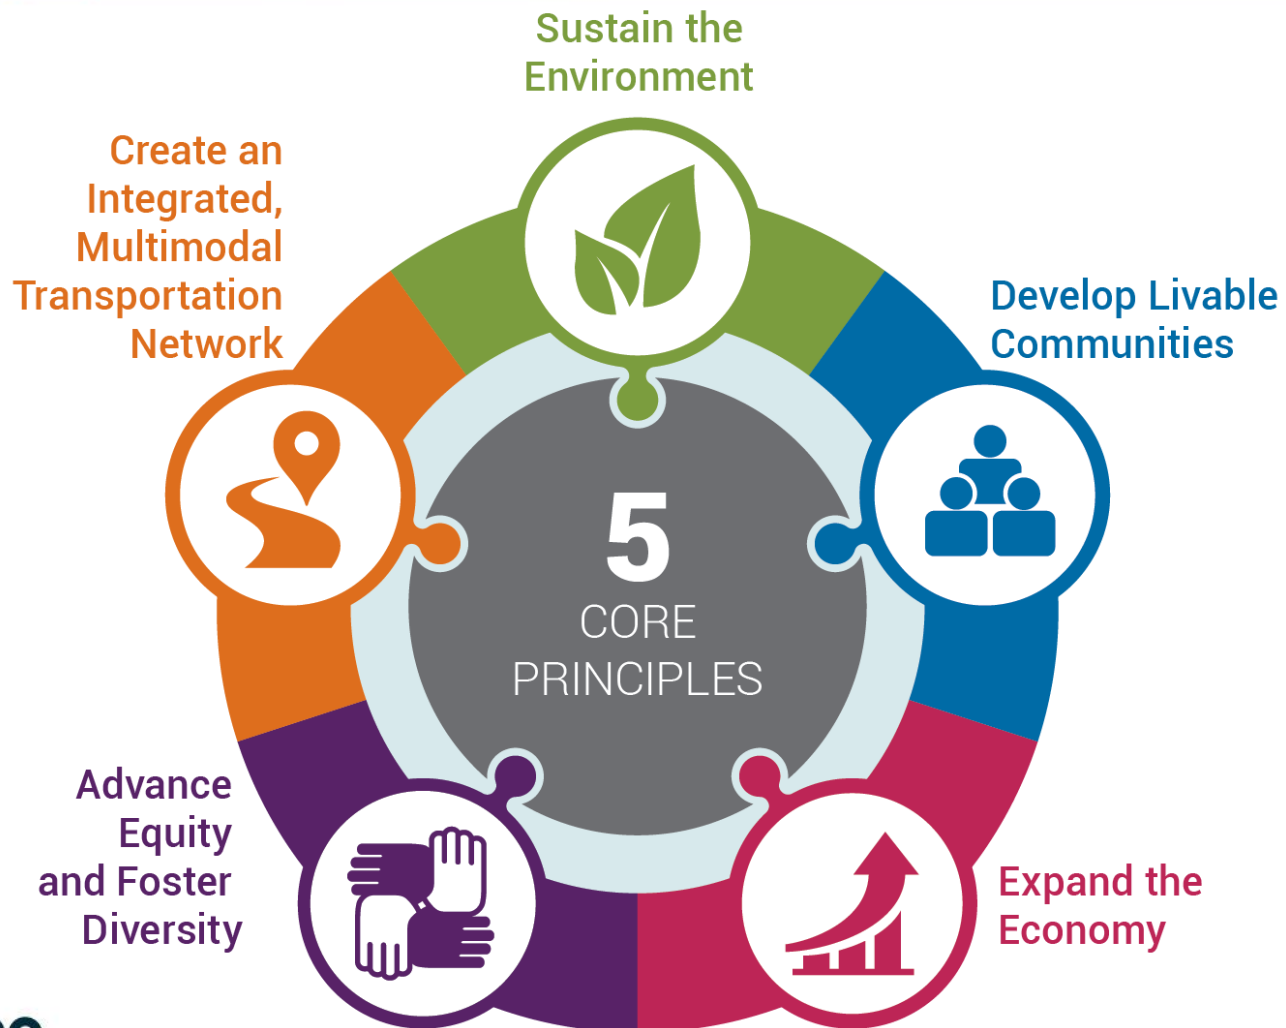 Sustain the
Environment
Create an
Integrated,
Multimodal
Transportation
Network
Develop Livable
Communities
5
CORE
PRINCIPLES
Advance
Equity
and Foster
Diversity
Expand the
Economy